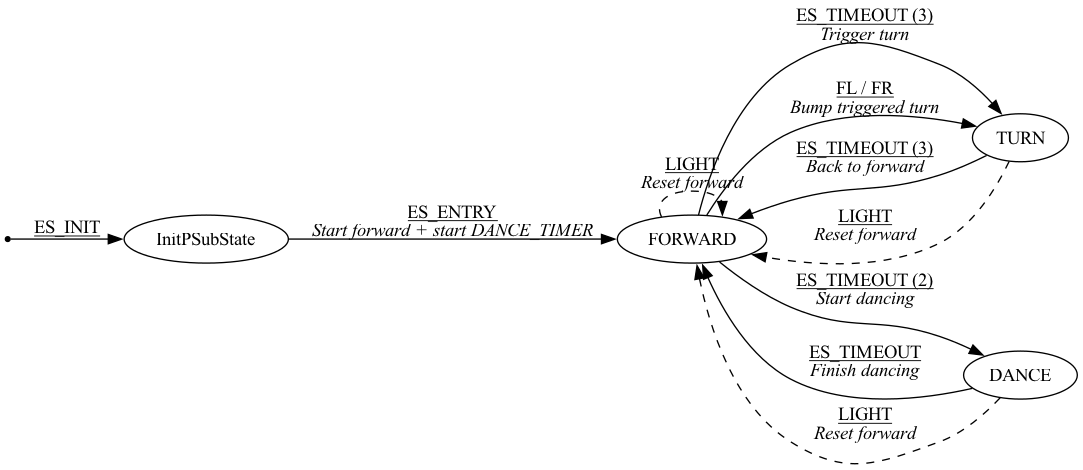 ES_TIMEOUT (3)
Trigger turn
FL / FR
Bump triggered turn
TURN
ES_TIMEOUT (3)
Back to forward
LIGHT
Reset forward
ES_INIT
InitPSubState
ES_ENTRY
Start forward + start DANCE_TIMER
FORWARD
LIGHT
Reset forward
ES_TIMEOUT (2)
Start dancing
ES_TIMEOUT
Finish dancing
DANCE
LIGHT
Reset forward